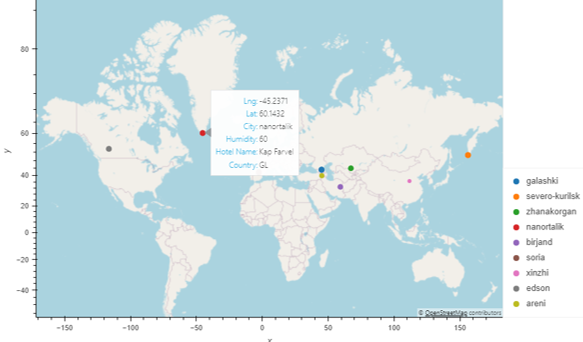 80
60
40
20
0
−20
−40
y
Lng: -45.2371
Lat: 60.1432
City: nanortalik
Humidity: 60
Hotel Name: Kap Farvel
Country: GL
galashki
severo-kurilsk
zhanakorgan
nanortalik
birjand
soria
xinzhi
edson
areni
© OpenStreetMap contributors
−150
−100
−50
0
50
100
150
x